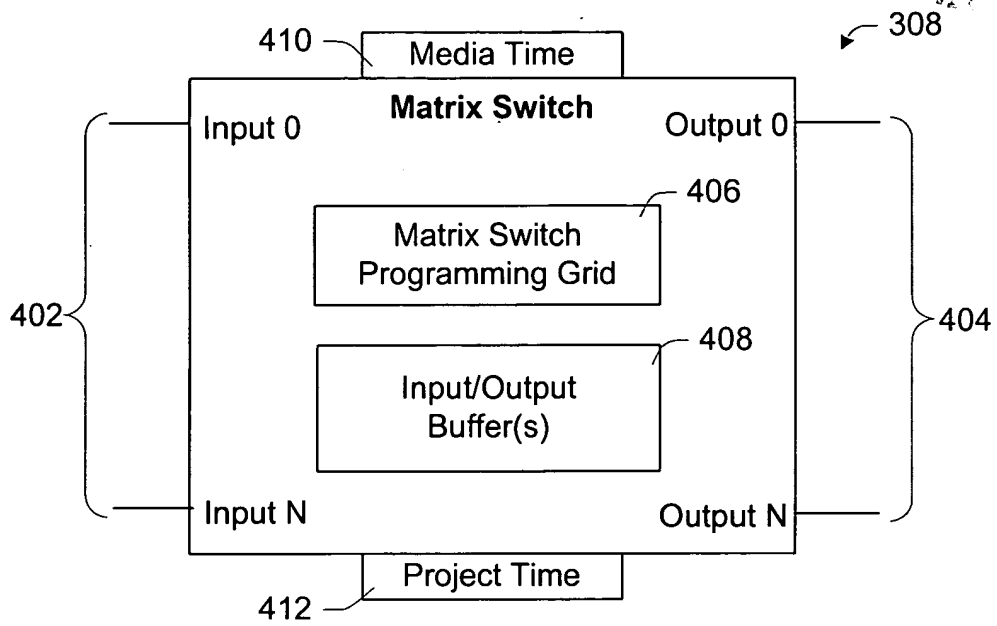 308
410
Media Time
Matrix Switch
Input 0
Output 0
406
Matrix Switch
Programming Grid
402
404
408
Input/Output
Buffer(s)
Input N
Output N
Project Time
412